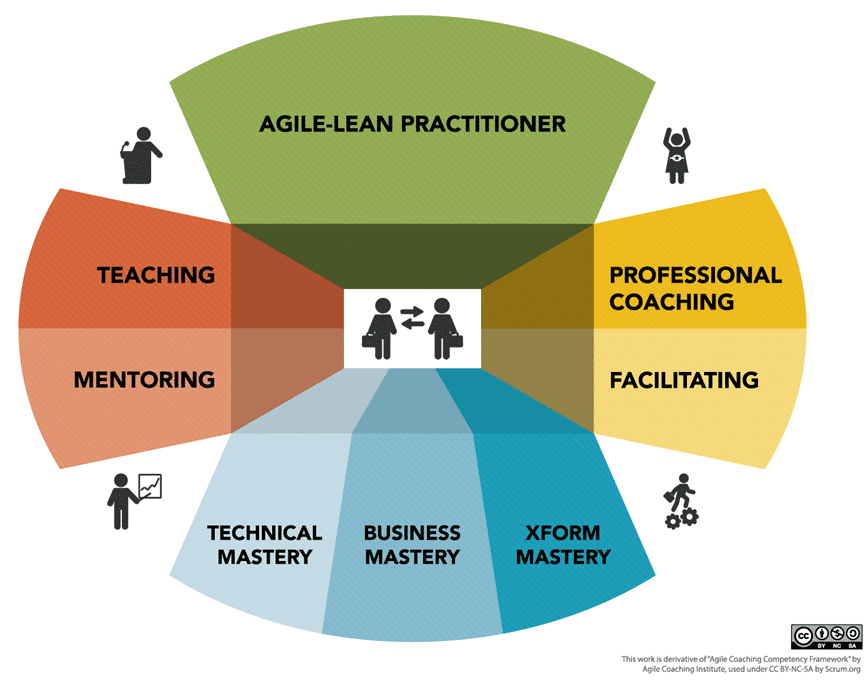 AGILE-LEAN PRACTITIONER
TEACHING
PROFESSIONAL
COACHING
MENTORING
FACILITATING
TECHNICAL
MASTERY
BUSINESS
MASTERY
XFORM
MASTERY
cc
BY NC SA
This work is derivative of "Agile Coaching Competency Framework" by
Agile Coaching Institute, used under CC BY-NC-SA by Scrum.org